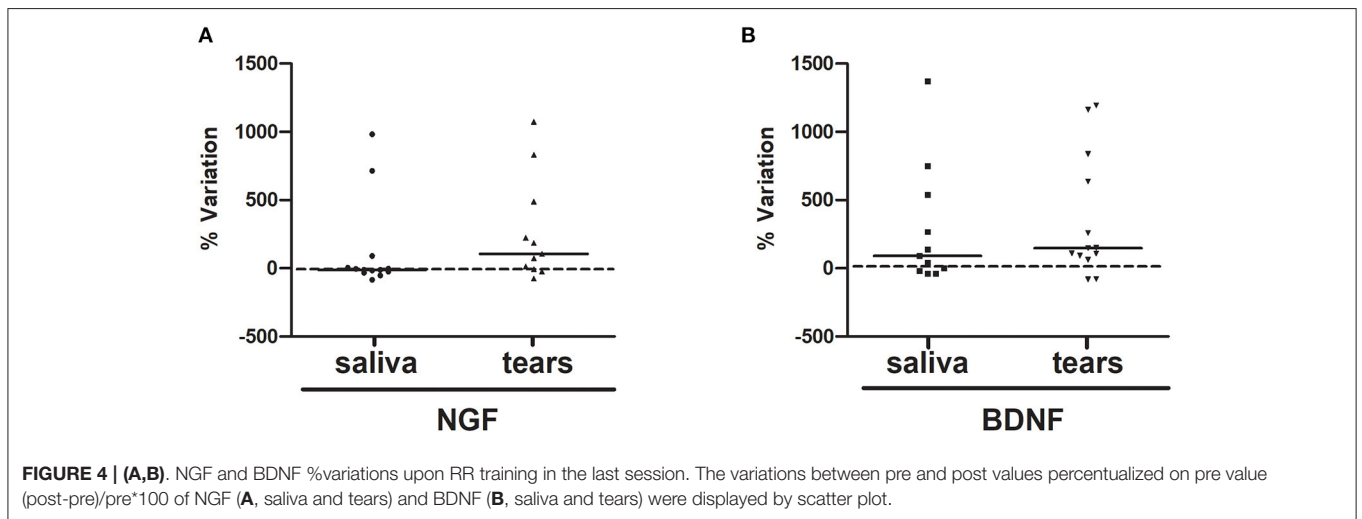 A
B
1500
1000
500
0
-500
% Variation
saliva
tears
NGF
1500
1000
500
0
-500
% Variation
saliva
tears
BDNF
FIGURE 4 | (A,B). NGF and BDNF %variations upon RR training in the last session. The variations between pre and post values percentualized on pre value
(post-pre)/pre*100 of NGF (A, saliva and tears) and BDNF (B, saliva and tears) were displayed by scatter plot.